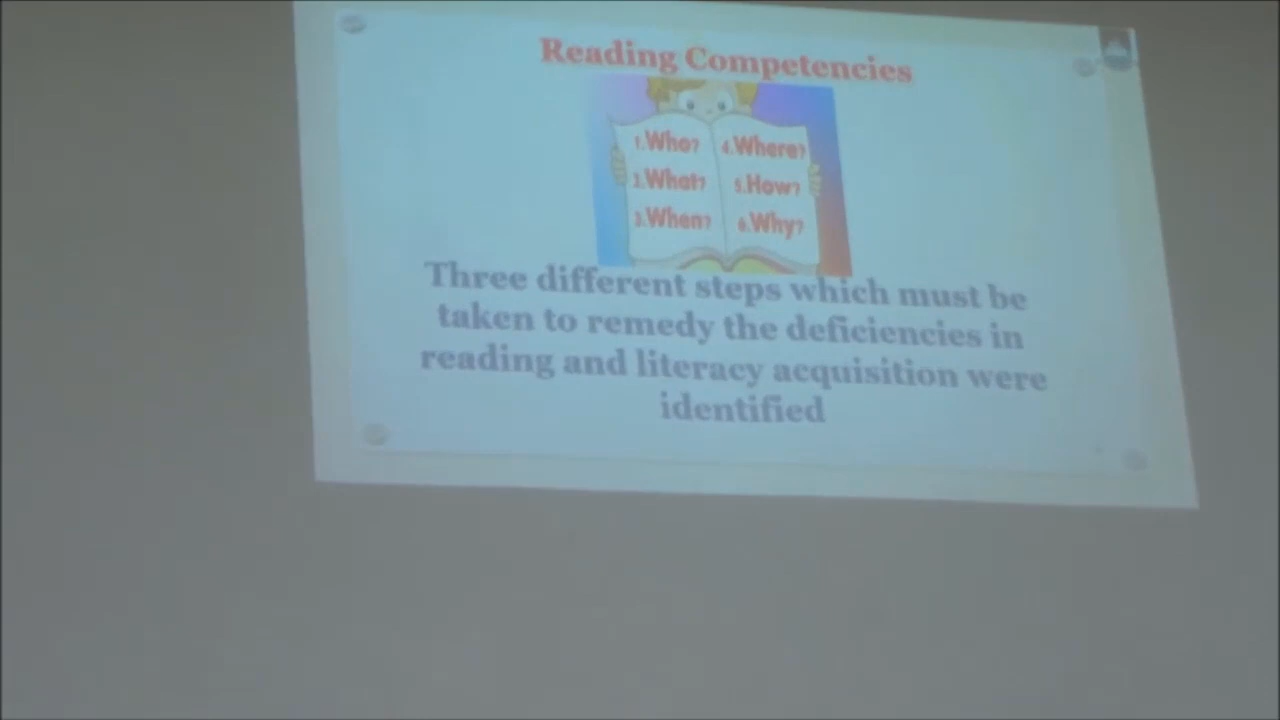 Reading Competencies
1.Who? 4.Where?
2.What? 5.How?
3.When? 6.Why?
Three different steps which must be
taken to remedy the deficiencies in
reading and literacy acquisition were
identified